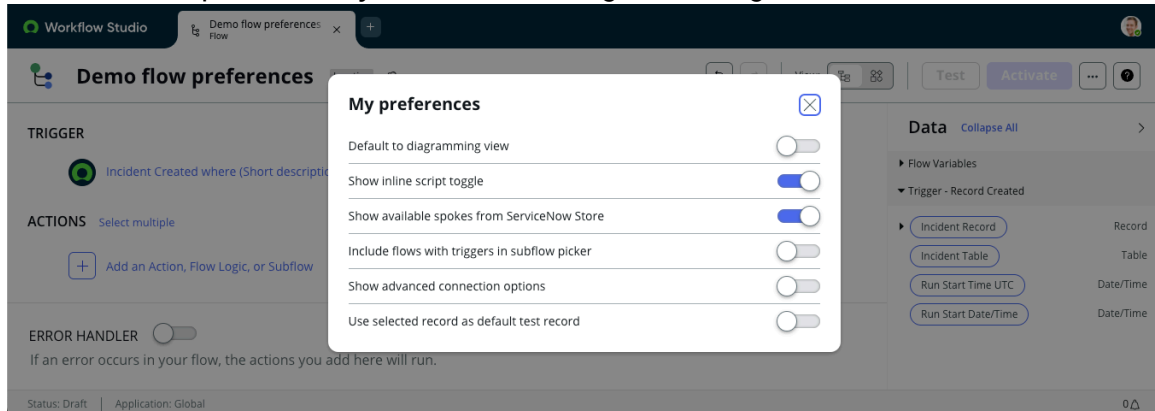 Workflow Studio
Demo flow preferences
Flow
Demo flow preferences
Test
Activate
My preferences
Default to diagramming view
Show inline script toggle
Show available spokes from ServiceNow Store
Include flows with triggers in subflow picker
Show advanced connection options
Use selected record as default test record
TRIGGER
Incident Created where (Short descriptio
ACTIONS Select multiple
Add an Action, Flow Logic, or Subflow
ERROR HANDLER
If an error occurs in your flow, the actions you add here will run.
Data Collapse All
Flow Variables
Trigger - Record Created
Incident Record Record
Incident Table Table
Run Start Time UTC Date/Time
Run Start Date/Time Date/Time
Status: Draft Application: Global
0